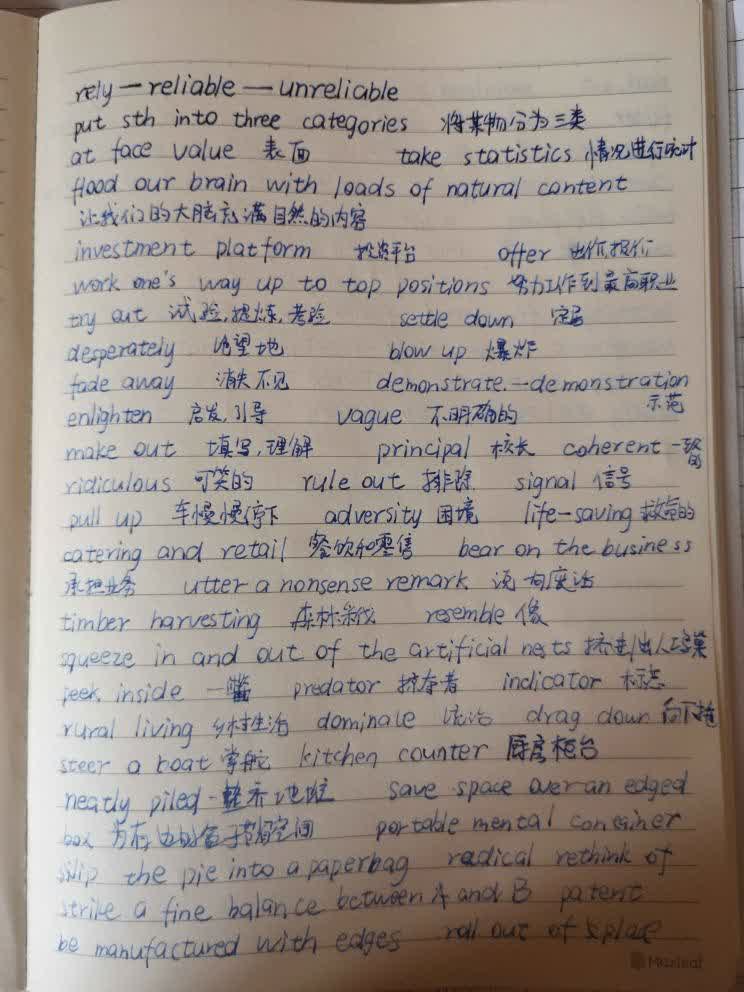 rely — reliable — unreliable
put sth into three categories 将某物分为三类
at face value 表面 take statistics 情况进行统计
flood our brain with loads of natural content
让我们的大脑充满自然的内容
investment platform 投资平台 offer 出价,报价
work one's way up to top positions 努力工作到最高职业
try out 试验,提炼,考验 settle down 定居
desperately 绝望地 blow up 爆炸
fade away 消失不见 demonstrate — demonstration
示范
enlighten 启发,引导 vague 不明确的
make out 填写,理解 principal 校长 coherent 一致的
ridiculous 可笑的 rule out 排除 signal 信号
pull up 车慢慢停下 adversity 困境 life-saving 救命的
catering and retail 餐饮和零售 bear on the business
承担业务 utter a nonsense remark 说句废话
timber harvesting 森林采伐 resemble 像
squeeze in and out of the artificial nests 挤进/出人工鸟巢
peek inside 一瞥 predator 掠夺者 indicator 标志
rural living 乡村生活 dominate 统治 drag down 向下拖
steer a boat 掌舵 kitchen counter 厨房柜台
neatly piled 整齐地堆 save space over an edged
box 为有边的盒子节省空间 portable mental container
slip the pie into a paperbag radical rethink of
strike a fine balance between A and B patent
be manufactured with edges roll out of place
Maxleaf